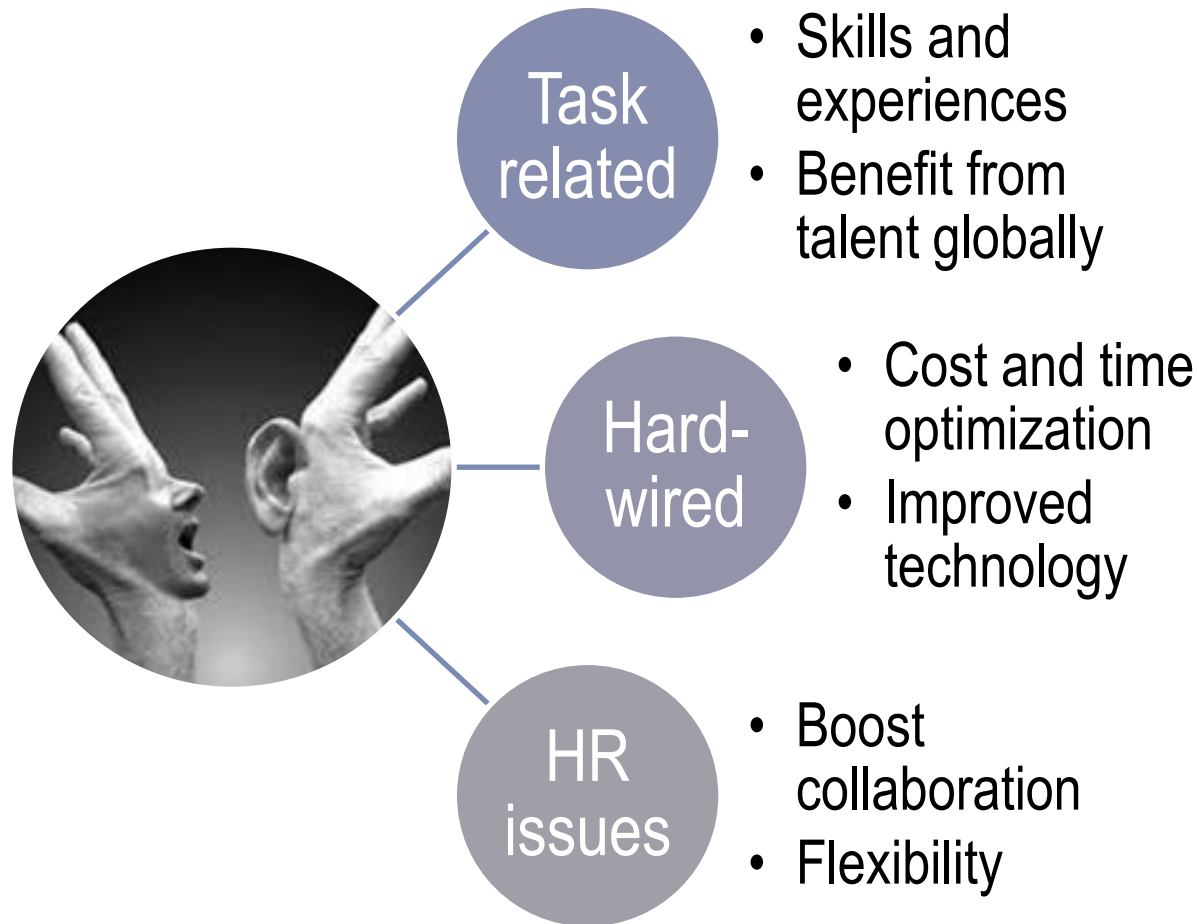 Task
related
• Skills and
experiences
• Benefit from
talent globally
Hard-
wired
• Cost and time
optimization
• Improved
technology
HR
issues
• Boost
collaboration
• Flexibility